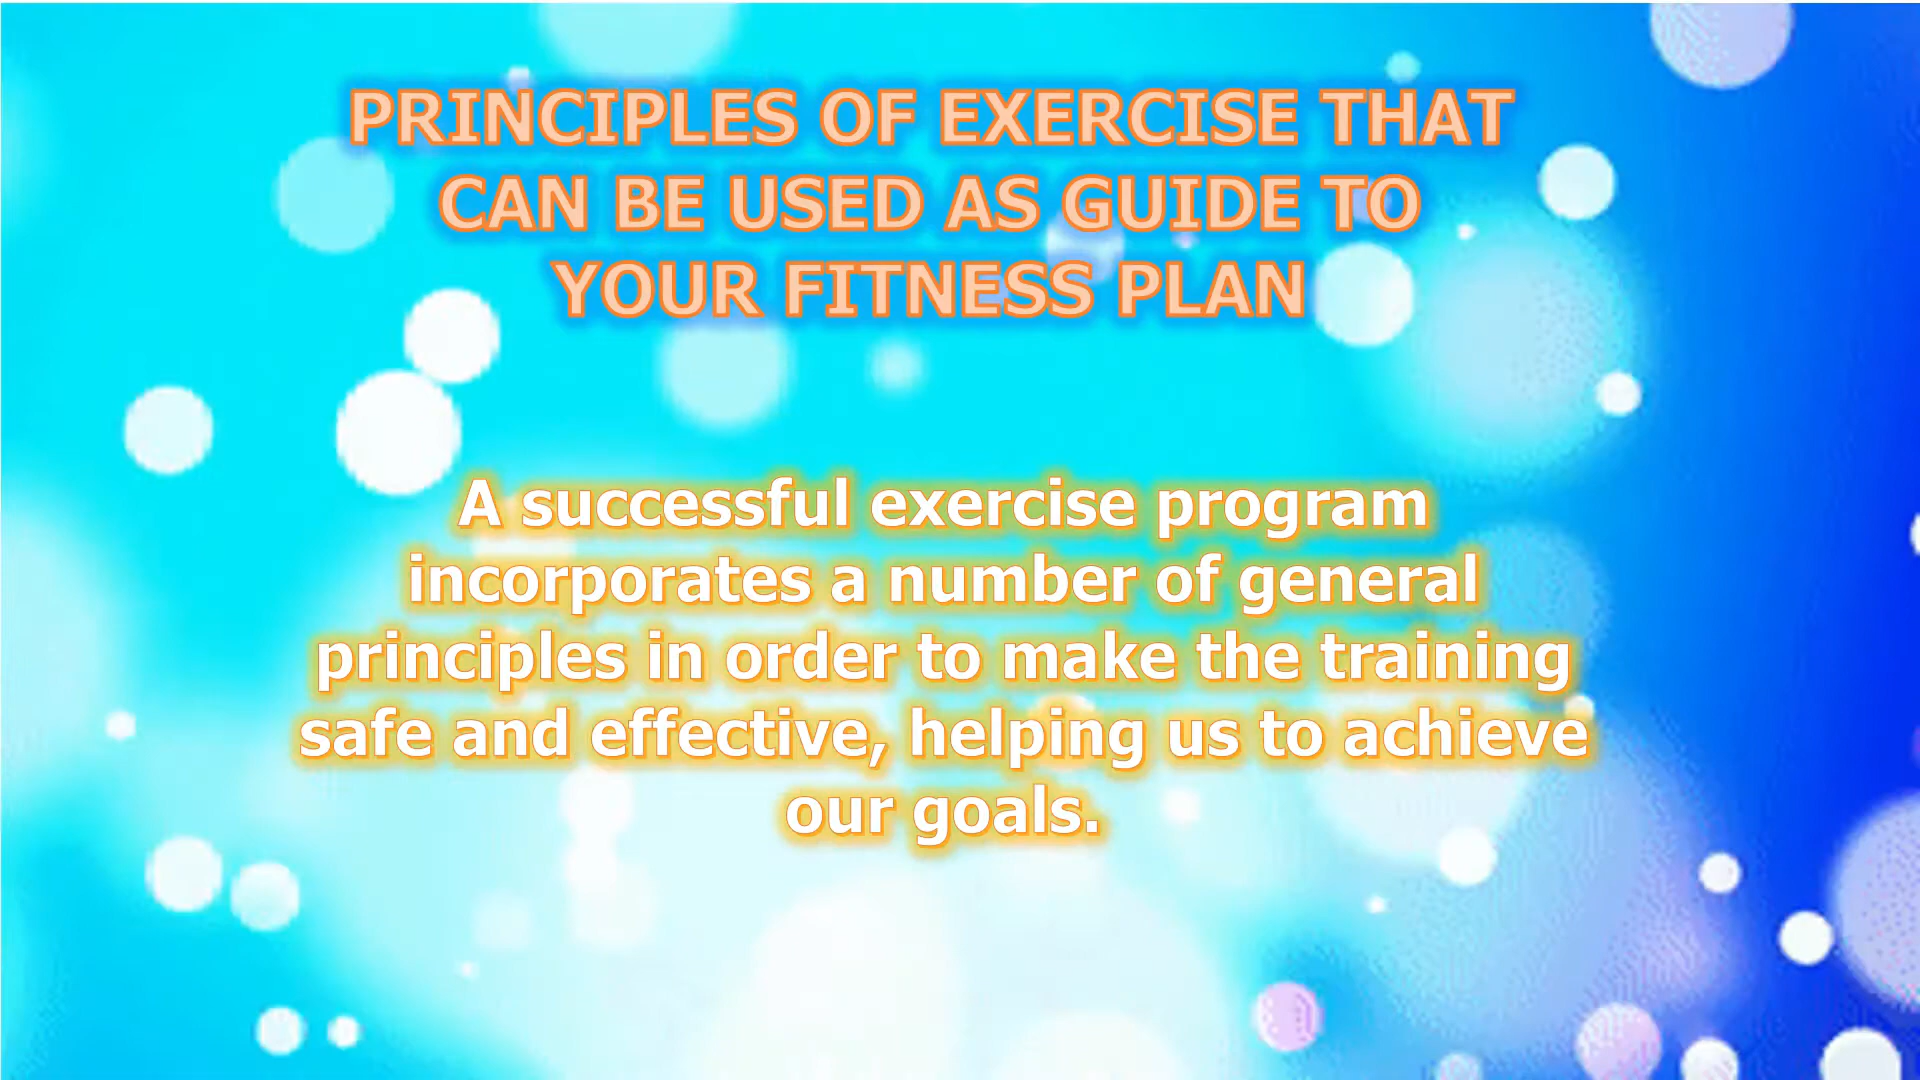 PRINCIPLES OF EXERCISE THAT
CAN BE USED AS GUIDE TO
YOUR FITNESS PLAN
A successful exercise program
incorporates a number of general
principles in order to make the training
safe and effective, helping us to achieve
our goals.